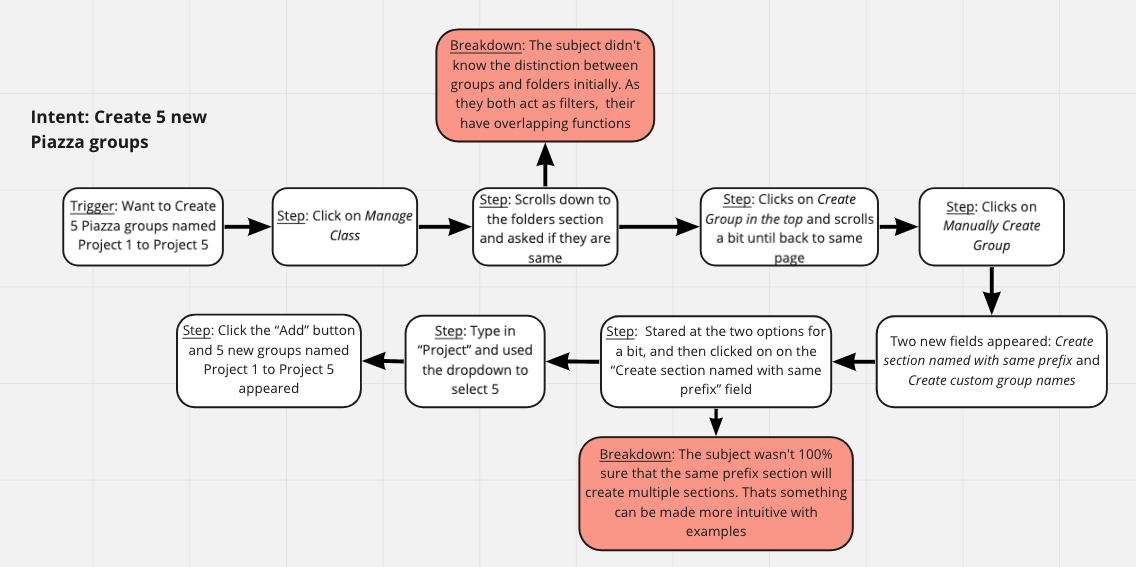 Intent: Create 5 new
Piazza groups
Breakdown: The subject didn't
know the distinction between
groups and folders initially. As
they both act as filters, their
have overlapping functions
Trigger: Want to Create
5 Piazza groups named
Project 1 to Project 5
Step: Click on Manage
Class
Step: Scrolls down to
the folders section
and asked if they are
same
Step: Clicks on Create
Group in the top and scrolls
a bit until back to same
page
Step: Clicks on
Manually Create
Group
Two new fields appeared: Create
section named with same prefix and
Create custom group names
Step: Stared at the two options for
a bit, and then clicked on on the
“Create section named with same
prefix” field
Breakdown: The subject wasn't 100%
sure that the same prefix section will
create multiple sections. Thats something
can be made more intuitive with
examples
Step: Type in
“Project” and used
the dropdown to
select 5
Step: Click the “Add” button
and 5 new groups named
Project 1 to Project 5
appeared